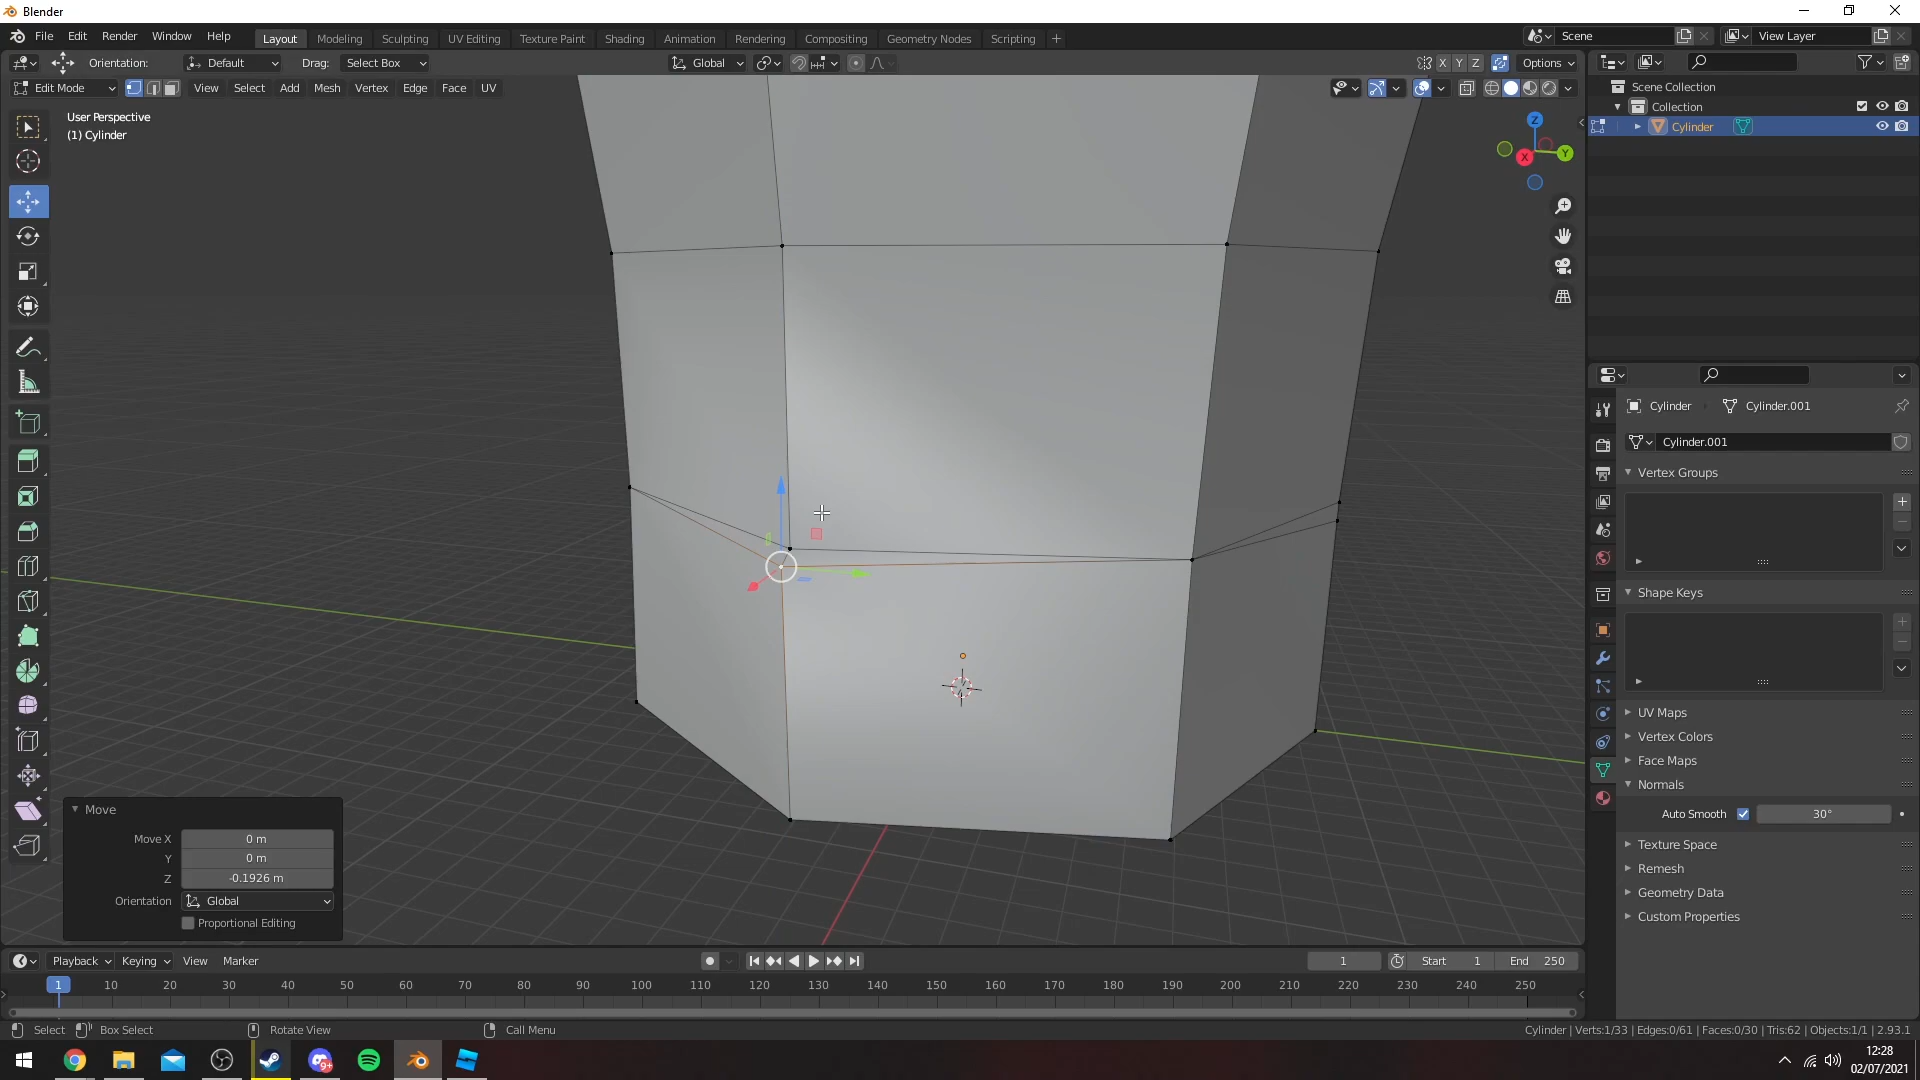 Blender
File Edit Render Window Help
Layout Modeling Sculpting UV Editing Texture Paint Shading Animation Rendering Compositing Geometry Nodes Scripting +
Scene
View Layer
Orientation: Default Drag: Select Box
Global
X Y Z Options
Edit Mode View Select Add Mesh Vertex Edge Face UV
User Perspective
(1) Cylinder
Z
X
Y
Scene Collection
Collection
Cylinder
Cylinder Cylinder.001
Cylinder.001
Vertex Groups
Shape Keys
UV Maps
Vertex Colors
Face Maps
Normals
Auto Smooth 30°
Texture Space
Remesh
Geometry Data
Custom Properties
Move
Move X 0 m
Y 0 m
Z -0.1926 m
Orientation Global
Proportional Editing
Playback Keying View Marker
1 Start 1 End 250
1 10 20 30 40 50 60 70 80 90 100 110 120 130 140 150 160 170 180 190 200 210 220 230 240 250
Select Box Select Rotate View Call Menu
Cylinder | Verts:1/33 | Edges:0/61 | Faces:0/30 | Tris:62 | Objects:1/1 | 2.93.1
9+
12:28
02/07/2021